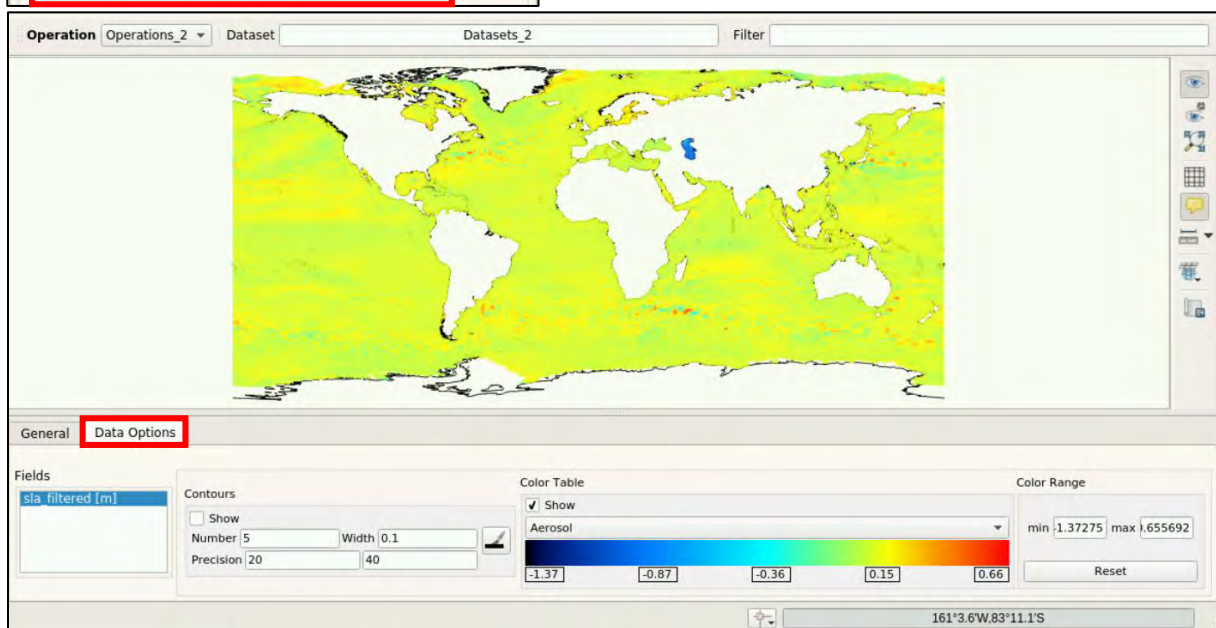 Operation Operations_2 Dataset Datasets_2 Filter
General Data Options
Fields
sla_filtered [m]
Contours
Show
Number 5 Width 0.1
Precision 20 40
Color Table
Show
Aerosol
-1.37 -0.87 -0.36 0.15 0.66
Color Range
min 1.37275 max .655692
Reset
161°3.6'W,83°11.1'S